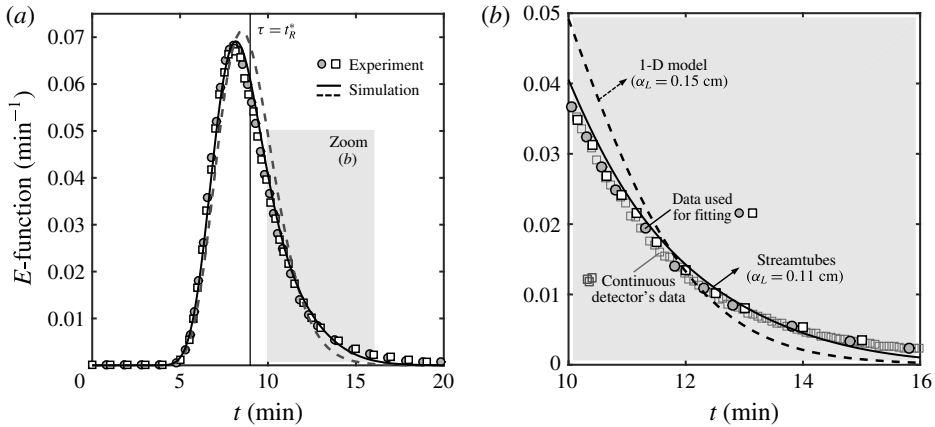 (a)
0.07
0.06
0.05
0.04
0.03
0.02
0.01
0
5
10
15
20
E-function (min−1)
t (min)
τ = t*R
Experiment
Simulation
Zoom
(b)
(b)
0.05
0.04
0.03
0.02
0.01
0
10
12
14
16
t (min)
1-D model
(αL = 0.15 cm)
Data used
for fitting
Streamtubes
(αL = 0.11 cm)
Continuous
detector's data